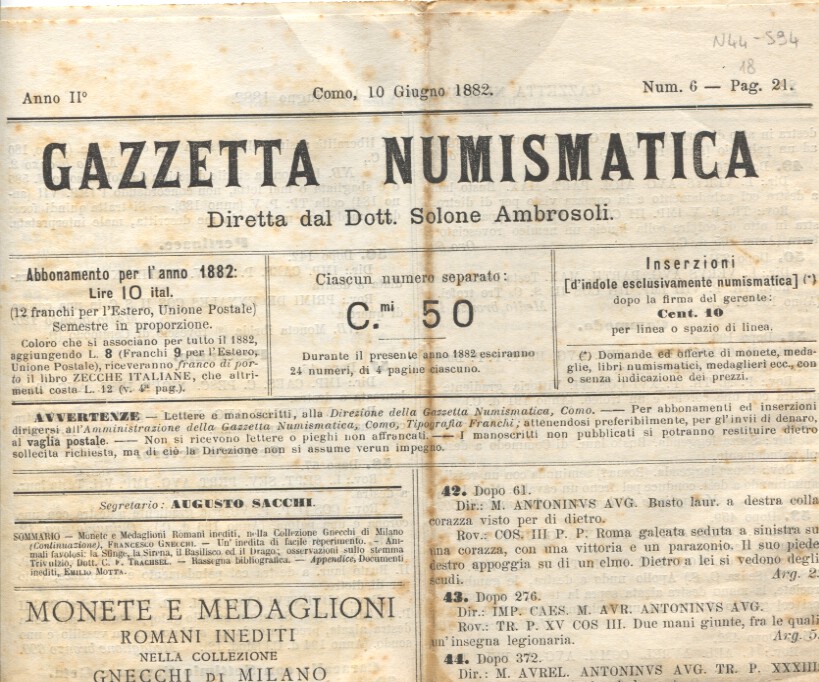 N44-594
18
Anno II° Como, 10 Giugno 1882. Num. 6 — Pag. 21.
GAZZETTA NUMISMATICA
Diretta dal Dott. Solone Ambrosoli.
Abbonamento per l'anno 1882:
Lire 10 ital.
(12 franchi per l'Estero, Unione Postale)
Semestre in proporzione.
Coloro che si associano per tutto il 1882,
aggiungendo L. 8 (Franchi 9 per l'Estero,
Unione Postale), riceveranno franco di por-
to il libro ZECCHE ITALIANE, che altri-
menti costa L. 12 (v. 4ª pag.).
Ciascun numero separato:
C.mi 50
Durante il presente anno 1882 esciranno
24 numeri, di 4 pagine ciascuno.
Inserzioni
[d'indole esclusivamente numismatica] (*)
dopo la firma del gerente:
Cent. 10
per linea o spazio di linea.
(*) Domande ed offerte di monete, meda-
glie, libri numismatici, medaglieri ecc., con
o senza indicazione dei prezzi.
AVVERTENZE — Lettere e manoscritti, alla Direzione della Gazzetta Numismatica, Como. —— Per abbonamenti ed inserzioni
dirigersi all'Amministrazione della Gazzetta Numismatica, Como, Tipografia Franchi; attenendosi preferibilmente, per gl'invii di denaro,
al vaglia postale. —— Non si ricevono lettere o pieghi non affrancati. —— I manoscritti non pubblicati si potranno restituire dietro
sollecita richiesta, ma di ciò la Direzione non si assume verun impegno.
Segretario: AUGUSTO SACCHI.
SOMMARIO — Monete e Medaglioni Romani inediti, nella Collezione Gnecchi di Milano
(Continuazione), FRANCESCO GNECCHI. — Un' inedita di facile reperimento. — Ani-
mali favolosi: la Sfinge, la Sirena, il Basilisco ed il Drago; osservazioni sullo stemma
Trivulzio, Dott. C. F. TRACHSEL. — Rassegna bibliografica. — Appendice, Documenti
inediti, EMILIO MOTTA.
MONETE E MEDAGLIONI
ROMANI INEDITI
NELLA COLLEZIONE
GNECCHI DI MILANO
42. Dopo 61.
Dir.: M. ANTONINVS AVG. Busto laur. a destra colla
corazza visto per di dietro.
Rov.: COS. III P. P. Roma galeata seduta a sinistra su
una corazza, con una vittoria e un parazonio. Il suo piede
destro appoggia su di un elmo. Dietro a lei si vedono degli
scudi. Arg. 2.
43. Dopo 276.
Dir.: IMP. CAES. M. AVR. ANTONINVS AVG.
Rov.: TR. P. XV COS III. Due mani giunte, fra le quali
un'insegna legionaria. Arg. 5.
44. Dopo 372.
Dir.: M. AVREL. ANTONINVS AVG. TR. P. XXXIII.